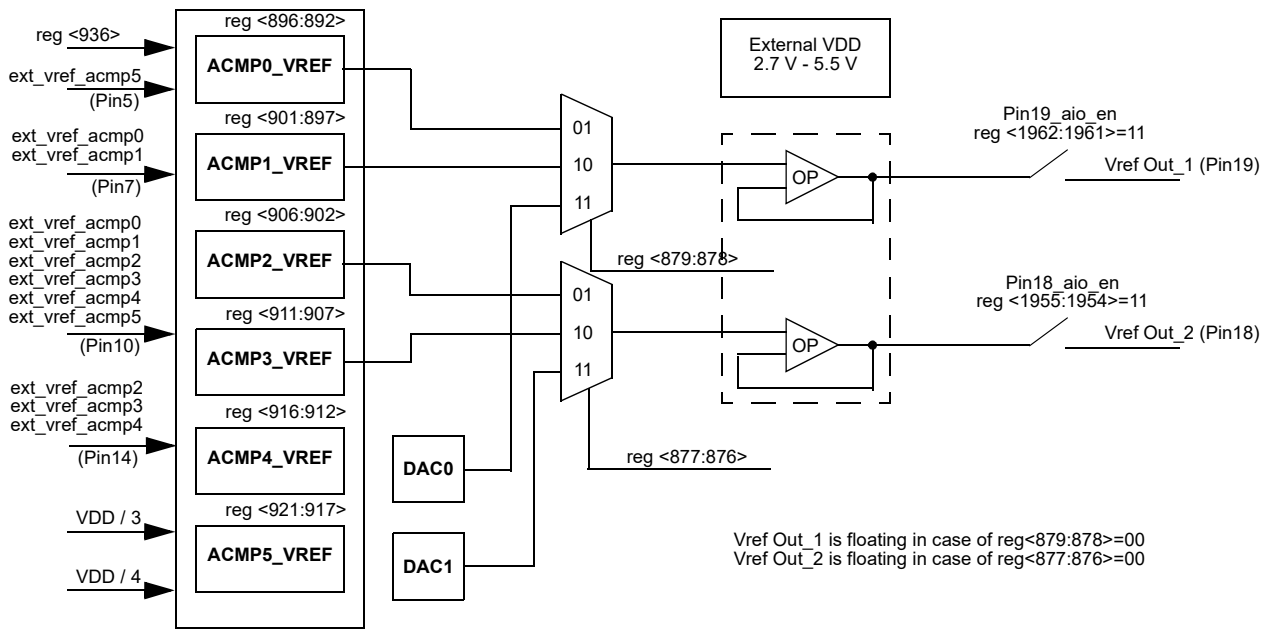 reg <936>
ext_vref_acmp5
(Pin5)
ext_vref_acmp0
ext_vref_acmp1
(Pin7)
ext_vref_acmp0
ext_vref_acmp1
ext_vref_acmp2
ext_vref_acmp3
ext_vref_acmp4
ext_vref_acmp5
(Pin10)
ext_vref_acmp2
ext_vref_acmp3
ext_vref_acmp4
(Pin14)
VDD / 3
VDD / 4
reg <896:892>
ACMP0_VREF
reg <901:897>
ACMP1_VREF
reg <906:902>
ACMP2_VREF
reg <911:907>
ACMP3_VREF
reg <916:912>
ACMP4_VREF
reg <921:917>
ACMP5_VREF
DAC0
DAC1
01
10
11
reg <879:878>
01
10
11
reg <877:876>
External VDD
2.7 V - 5.5 V
OP
OP
Pin19_aio_en
reg <1962:1961>=11
Vref Out_1 (Pin19)
Pin18_aio_en
reg <1955:1954>=11
Vref Out_2 (Pin18)
Vref Out_1 is floating in case of reg<879:878>=00
Vref Out_2 is floating in case of reg<877:876>=00